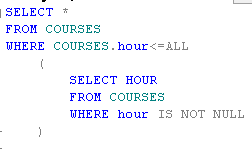 SELECT *
FROM COURSES
WHERE COURSES.hour<=ALL
(
SELECT HOUR
FROM COURSES
WHERE hour IS NOT NULL
)